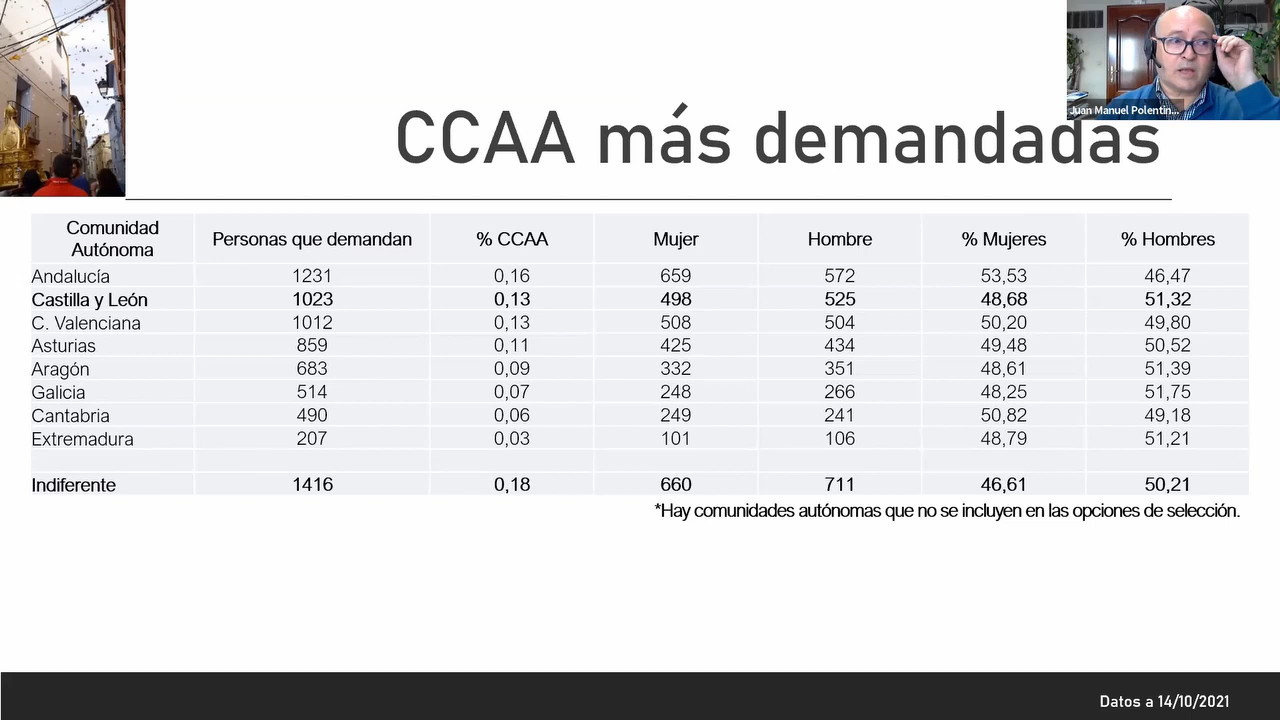 Juan Manuel Polentin...
CCAA más demandadas
Comunidad Autónoma Personas que demandan % CCAA Mujer Hombre % Mujeres % Hombres
Andalucía 1231 0,16 659 572 53,53 46,47
Castilla y León 1023 0,13 498 525 48,68 51,32
C. Valenciana 1012 0,13 508 504 50,20 49,80
Asturias 859 0,11 425 434 49,48 50,52
Aragón 683 0,09 332 351 48,61 51,39
Galicia 514 0,07 248 266 48,25 51,75
Cantabria 490 0,06 249 241 50,82 49,18
Extremadura 207 0,03 101 106 48,79 51,21
Indiferente 1416 0,18 660 711 46,61 50,21
*Hay comunidades autónomas que no se incluyen en las opciones de selección.
Datos a 14/10/2021